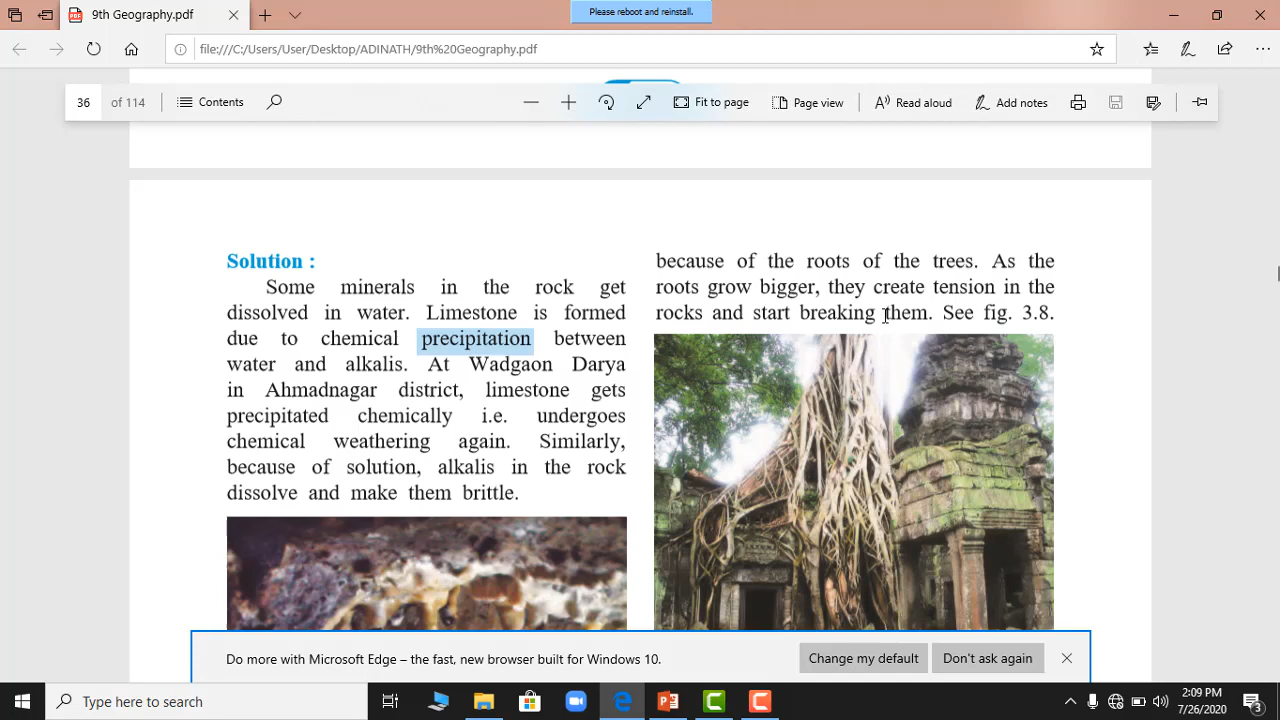 9th Geography.pdf
Please reboot and reinstall.
file:///C:/Users/User/Desktop/ADINATH/9th%20Geography.pdf
36 of 114 Contents Fit to page Page view Read aloud Add notes
Solution :
Some minerals in the rock get
dissolved in water. Limestone is formed
due to chemical precipitation between
water and alkalis. At Wadgaon Darya
in Ahmadnagar district, limestone gets
precipitated chemically i.e. undergoes
chemical weathering again. Similarly,
because of solution, alkalis in the rock
dissolve and make them brittle.
because of the roots of the trees. As the
roots grow bigger, they create tension in the
rocks and start breaking them. See fig. 3.8.
Do more with Microsoft Edge – the fast, new browser built for Windows 10. Change my default Don't ask again
Type here to search
2:09 PM
7/26/2020
3